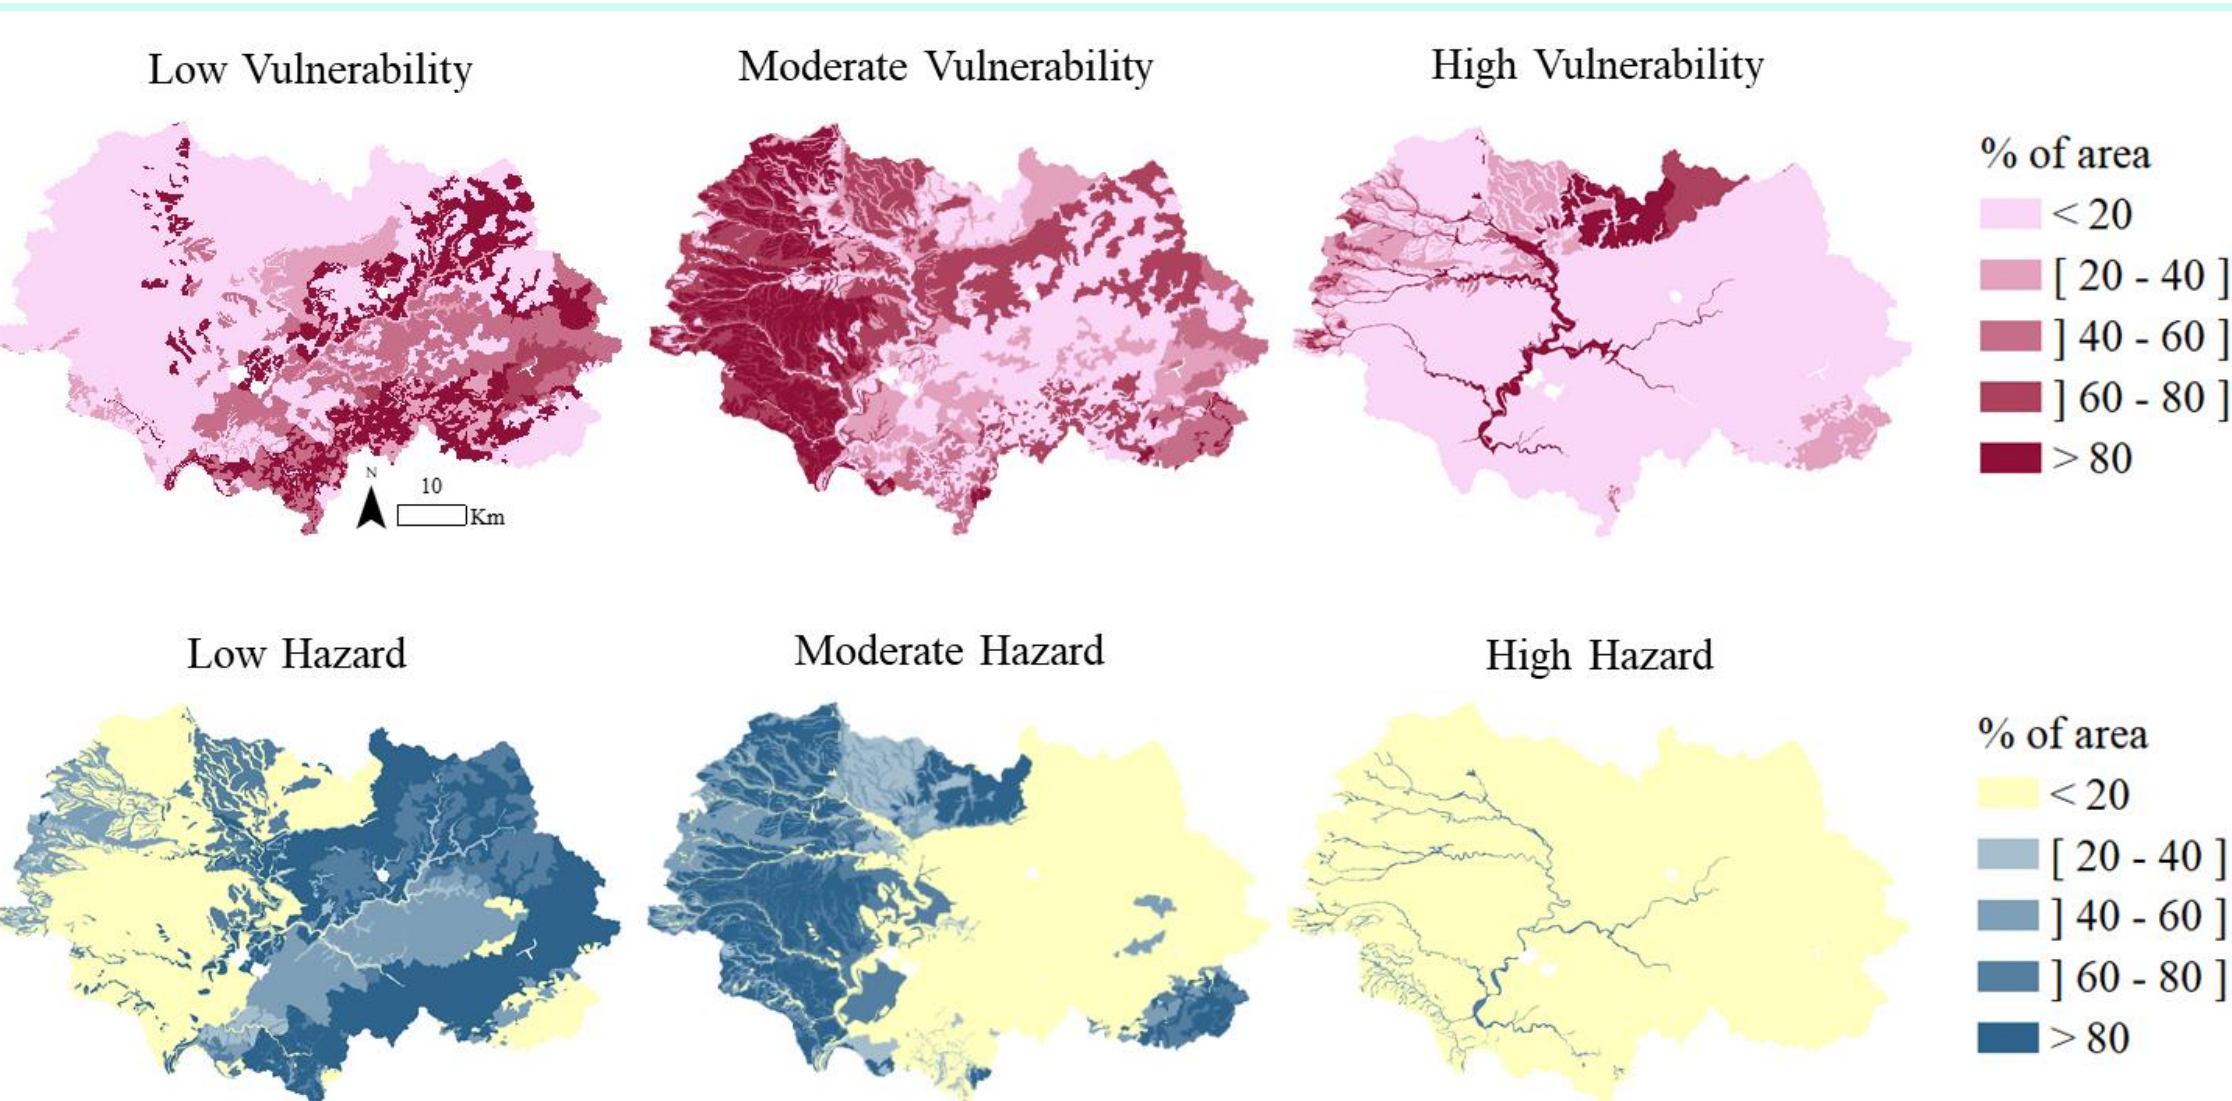 Low Vulnerability
Moderate Vulnerability
High Vulnerability
% of area
< 20
[ 20 - 40 ]
] 40 - 60 ]
] 60 - 80 ]
> 80
N
10
Km
Low Hazard
Moderate Hazard
High Hazard
% of area
< 20
[ 20 - 40 ]
] 40 - 60 ]
] 60 - 80 ]
> 80